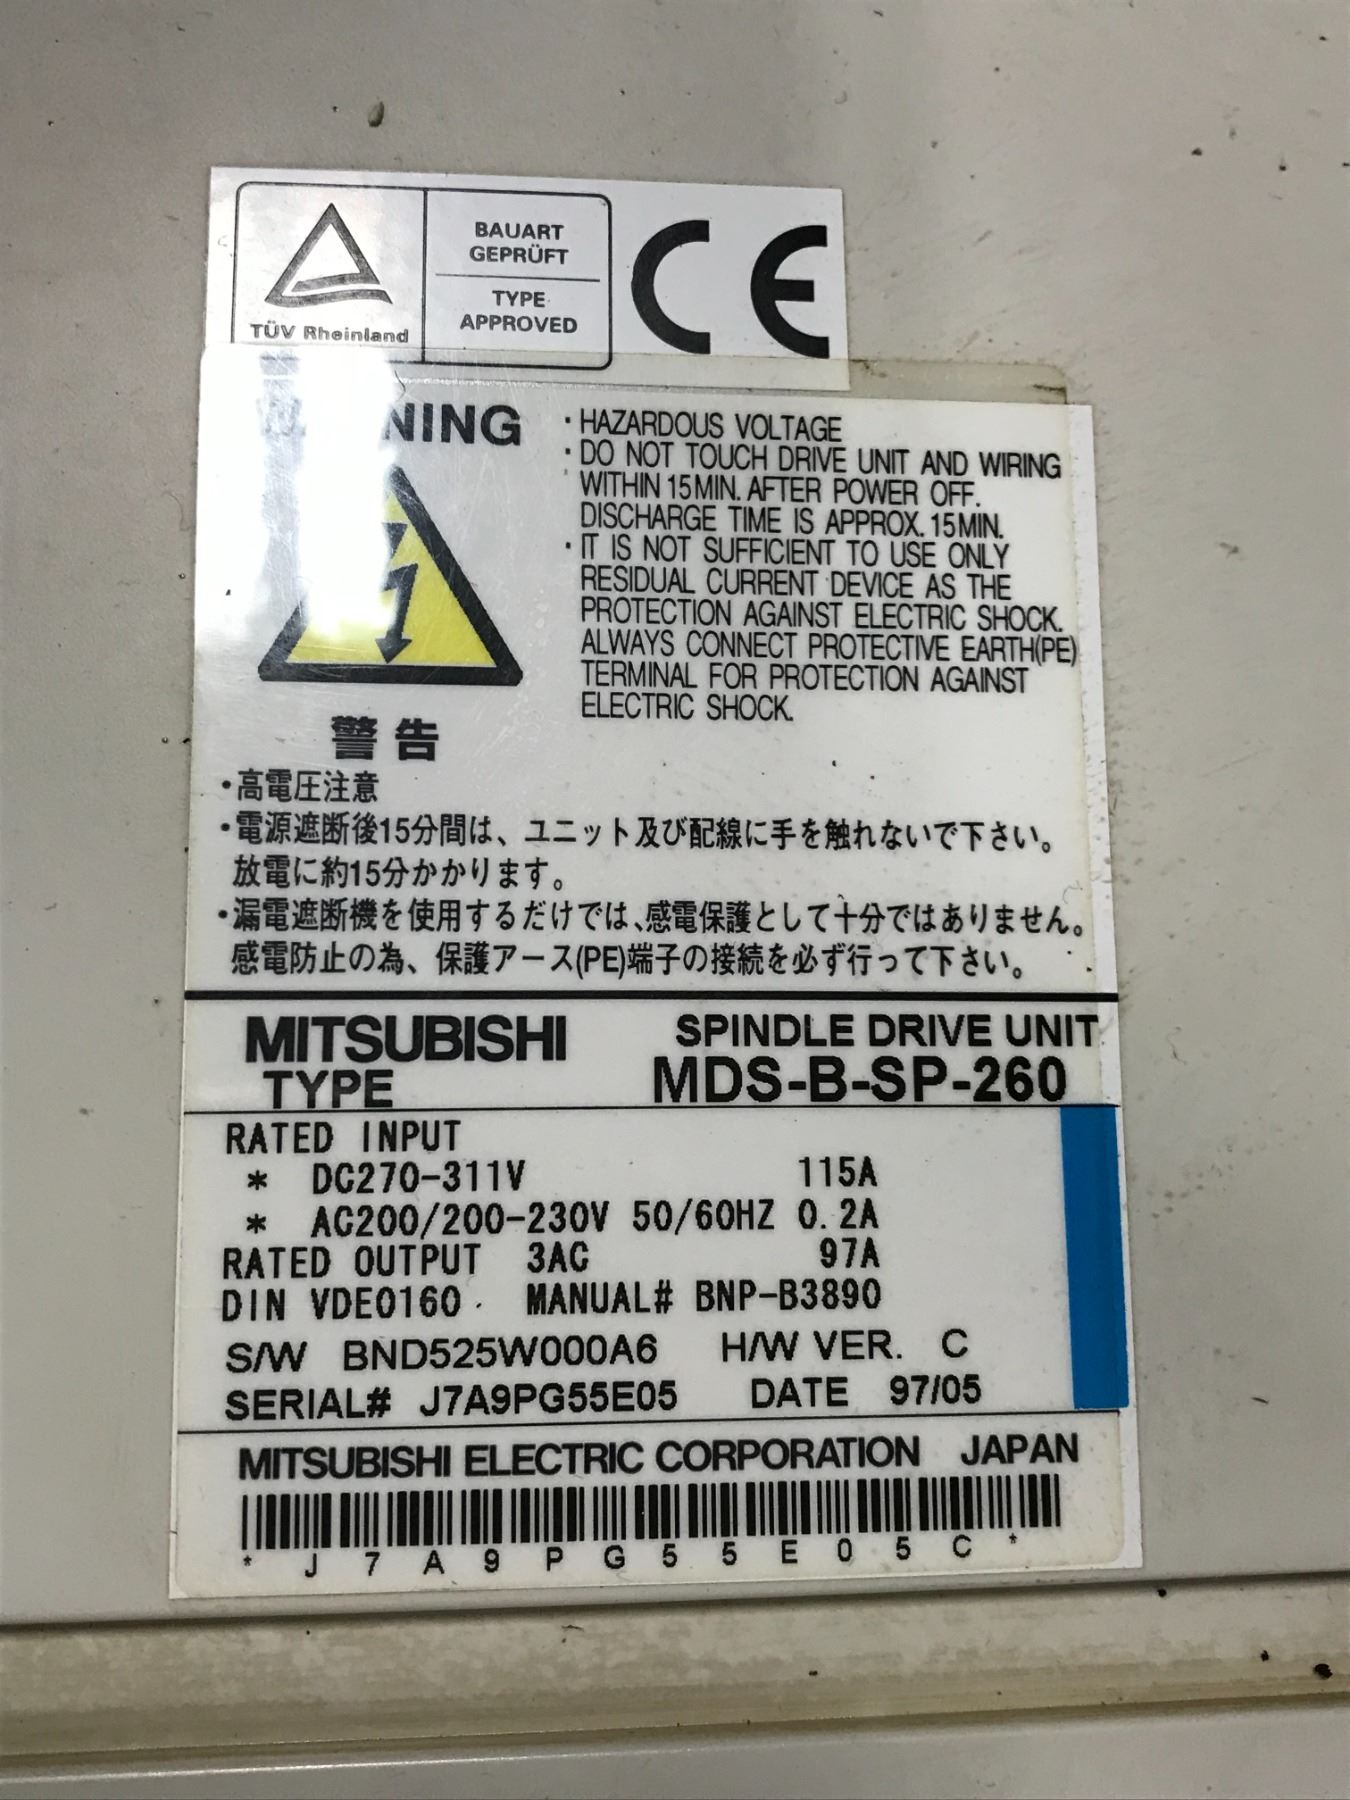 TÜV Rheinland
BAUART
GEPRÜFT
TYPE
APPROVED
CE
· HAZARDOUS VOLTAGE
· DO NOT TOUCH DRIVE UNIT AND WIRING
WITHIN 15MIN. AFTER POWER OFF.
DISCHARGE TIME IS APPROX. 15MIN.
· IT IS NOT SUFFICIENT TO USE ONLY
RESIDUAL CURRENT DEVICE AS THE
PROTECTION AGAINST ELECTRIC SHOCK.
ALWAYS CONNECT PROTECTIVE EARTH(PE)
TERMINAL FOR PROTECTION AGAINST
ELECTRIC SHOCK.
警告
・高電圧注意
・電源遮断後15分間は、ユニット及び配線に手を触れないで下さい。
放電に約15分かかります。
・漏電遮断機を使用するだけでは、感電保護として十分ではありません。
感電防止の為、保護アース(PE)端子の接続を必ず行って下さい。
MITSUBISHI SPINDLE DRIVE UNIT
TYPE MDS-B-SP-260
RATED INPUT
* DC270-311V 115A
* AC200/200-230V 50/60HZ 0.2A
RATED OUTPUT 3AC 97A
DIN VDE0160 MANUAL# BNP-B3890
S/W BND525W000A6 H/W VER. C
SERIAL# J7A9PG55E05 DATE 97/05
MITSUBISHI ELECTRIC CORPORATION JAPAN
* J 7 A 9 P G 5 5 E 0 5 C *